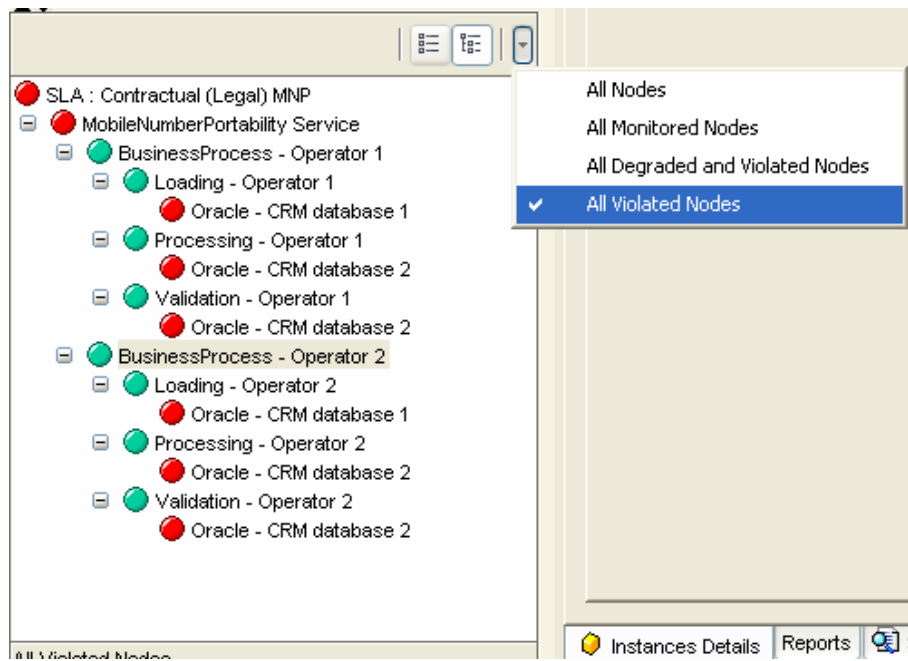 SLA : Contractual (Legal) MNP
MobileNumberPortability Service
BusinessProcess - Operator 1
Loading - Operator 1
Oracle - CRM database 1
Processing - Operator 1
Oracle - CRM database 2
Validation - Operator 1
Oracle - CRM database 2
BusinessProcess - Operator 2
Loading - Operator 2
Oracle - CRM database 1
Processing - Operator 2
Oracle - CRM database 2
Validation - Operator 2
Oracle - CRM database 2
All Violated Nodes
All Nodes
All Monitored Nodes
All Degraded and Violated Nodes
All Violated Nodes
Instances Details
Reports